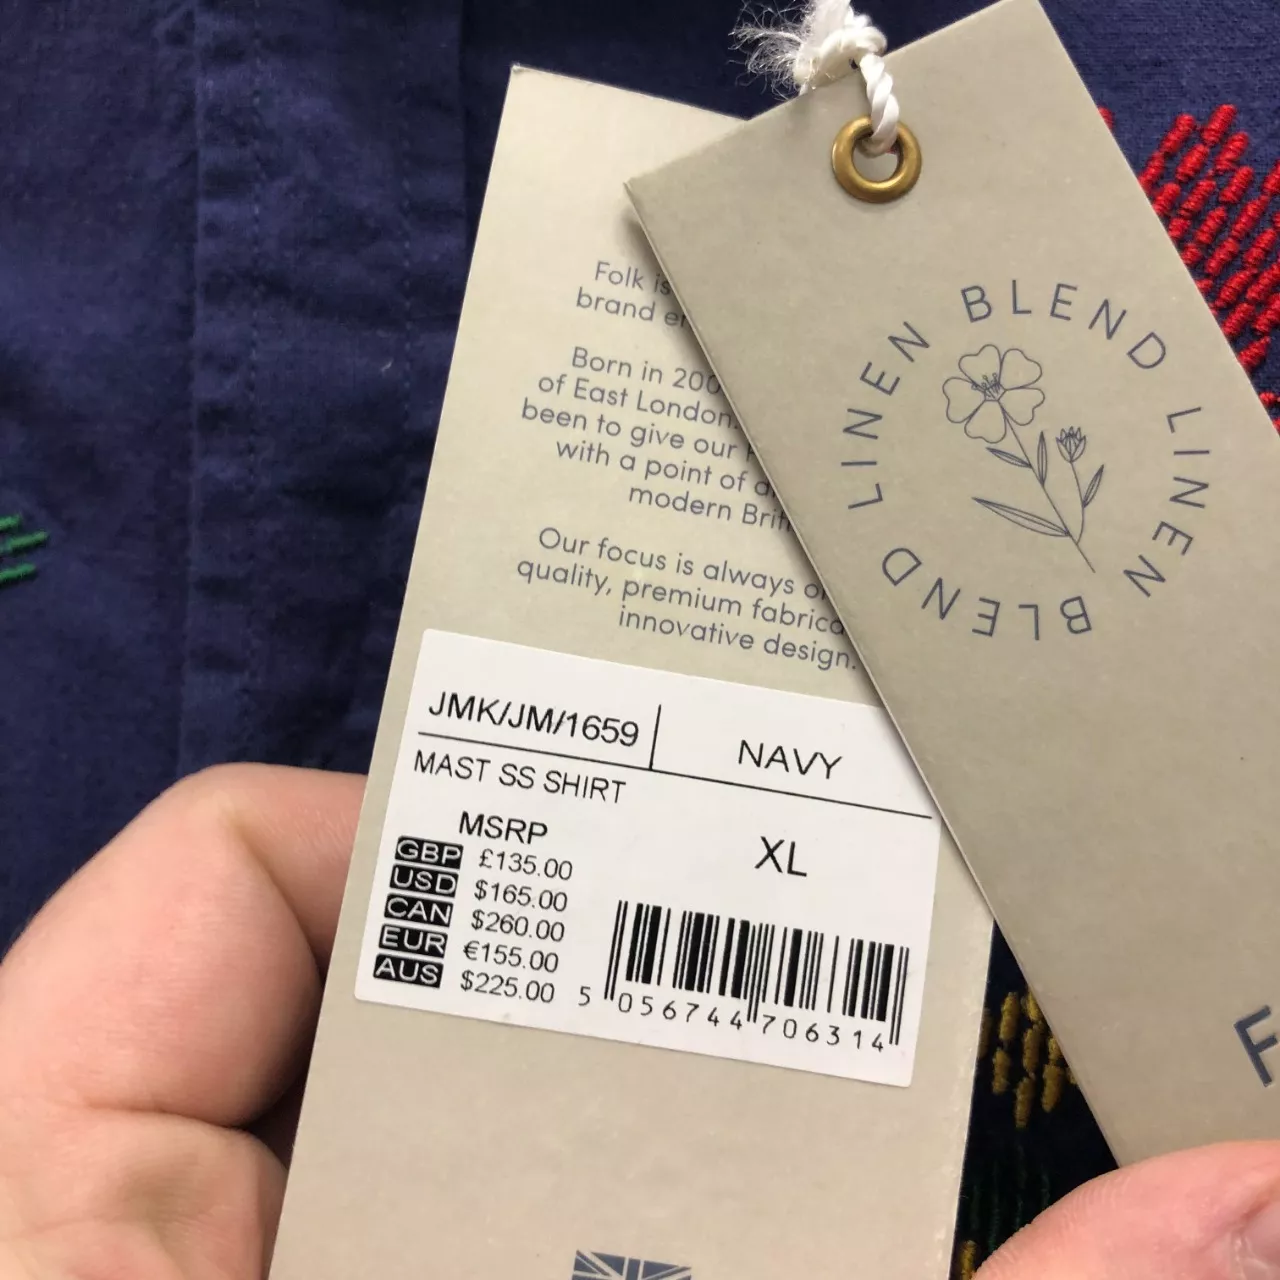 Folk is
brand
Born in 200
of East London.
been to give our
with a point of
modern Brit
Our focus is always
quality, premium
innovative design.
JMK/JM/1659
NAVY
MAST SS SHIRT
MSRP
XL
GBP £135.00
USD $165.00
CAN $260.00
EUR €155.00
AUS $225.00
5 056744 706314
LINEN BLEND LINEN BLEND
F